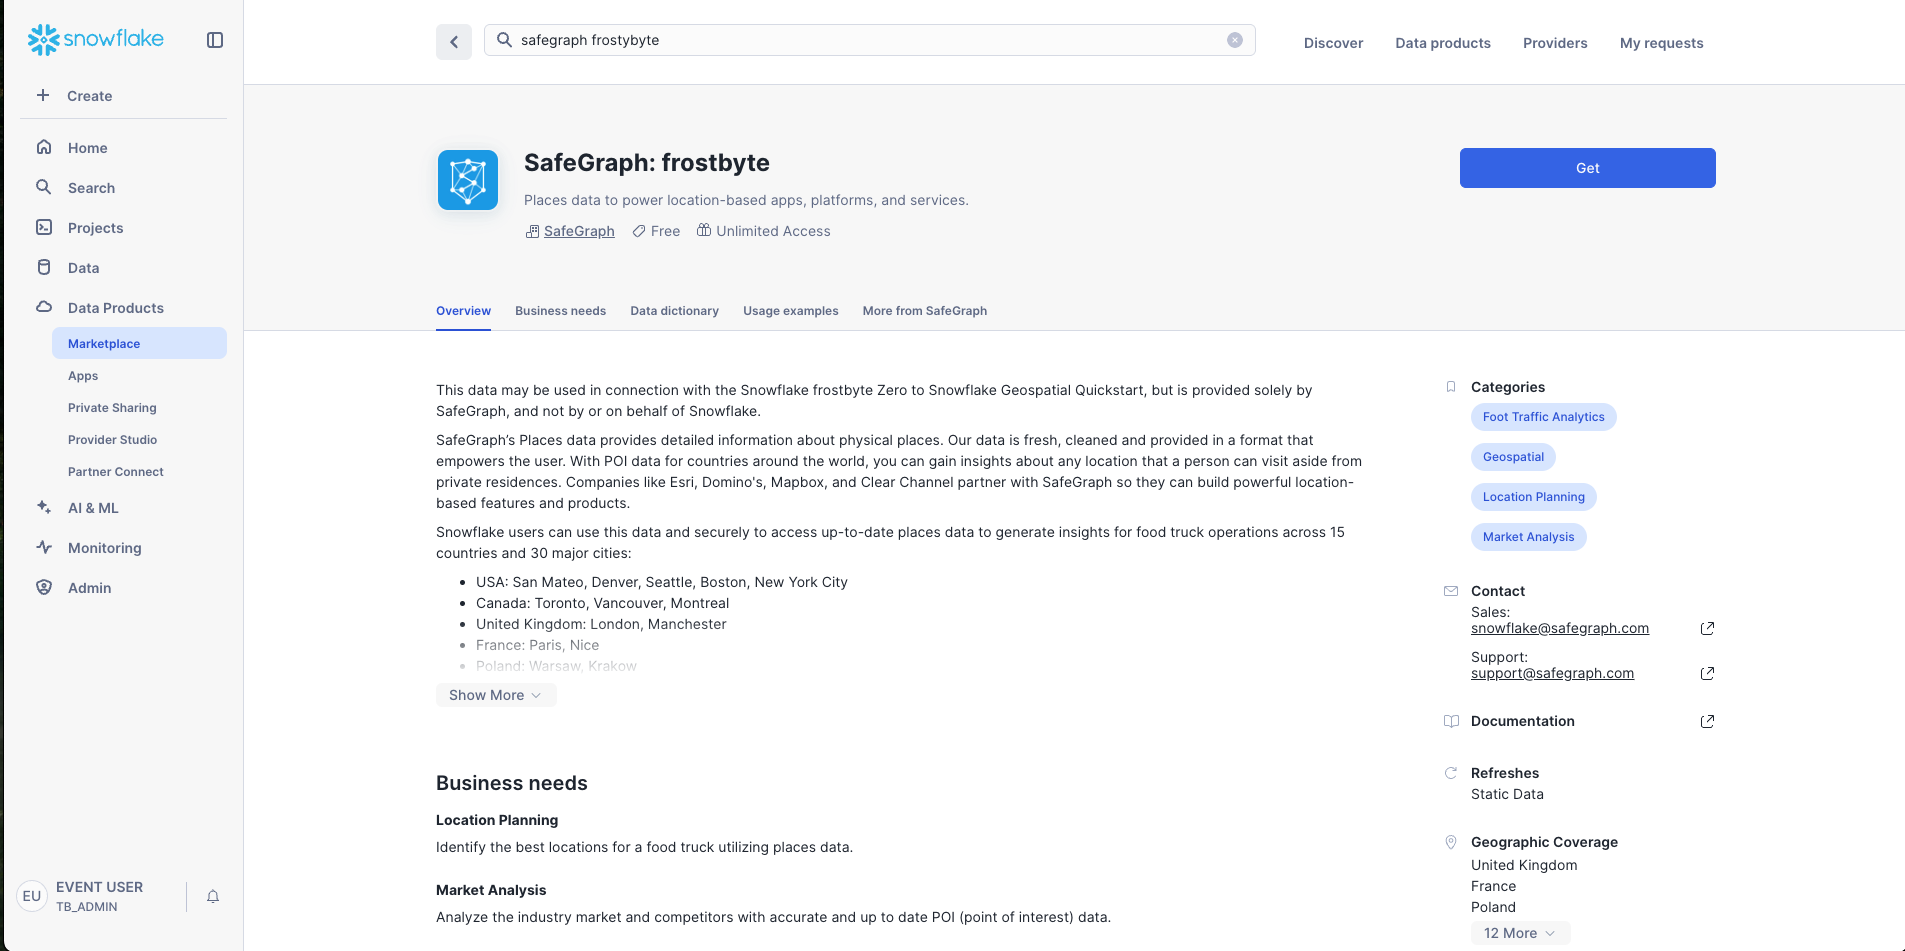 snowflake
Create
Home
Search
Projects
Data
Data Products
Marketplace
Apps
Private Sharing
Provider Studio
Partner Connect
AI & ML
Monitoring
Admin
EU
EVENT USER
TB_ADMIN
safegraph frostybyte
Discover
Data products
Providers
My requests
SafeGraph: frostbyte
Places data to power location-based apps, platforms, and services.
SafeGraph Free Unlimited Access
Get
Overview
Business needs
Data dictionary
Usage examples
More from SafeGraph
This data may be used in connection with the Snowflake frostbyte Zero to Snowflake Geospatial Quickstart, but is provided solely by
SafeGraph, and not by or on behalf of Snowflake.
SafeGraph’s Places data provides detailed information about physical places. Our data is fresh, cleaned and provided in a format that
empowers the user. With POI data for countries around the world, you can gain insights about any location that a person can visit aside from
private residences. Companies like Esri, Domino's, Mapbox, and Clear Channel partner with SafeGraph so they can build powerful location-
based features and products.
Snowflake users can use this data and securely to access up-to-date places data to generate insights for food truck operations across 15
countries and 30 major cities:
• USA: San Mateo, Denver, Seattle, Boston, New York City
• Canada: Toronto, Vancouver, Montreal
• United Kingdom: London, Manchester
• France: Paris, Nice
• Poland: Warsaw, Krakow
Show More
Business needs
Location Planning
Identify the best locations for a food truck utilizing places data.
Market Analysis
Analyze the industry market and competitors with accurate and up to date POI (point of interest) data.
Categories
Foot Traffic Analytics
Geospatial
Location Planning
Market Analysis
Contact
Sales:
snowflake@safegraph.com
Support:
support@safegraph.com
Documentation
Refreshes
Static Data
Geographic Coverage
United Kingdom
France
Poland
12 More